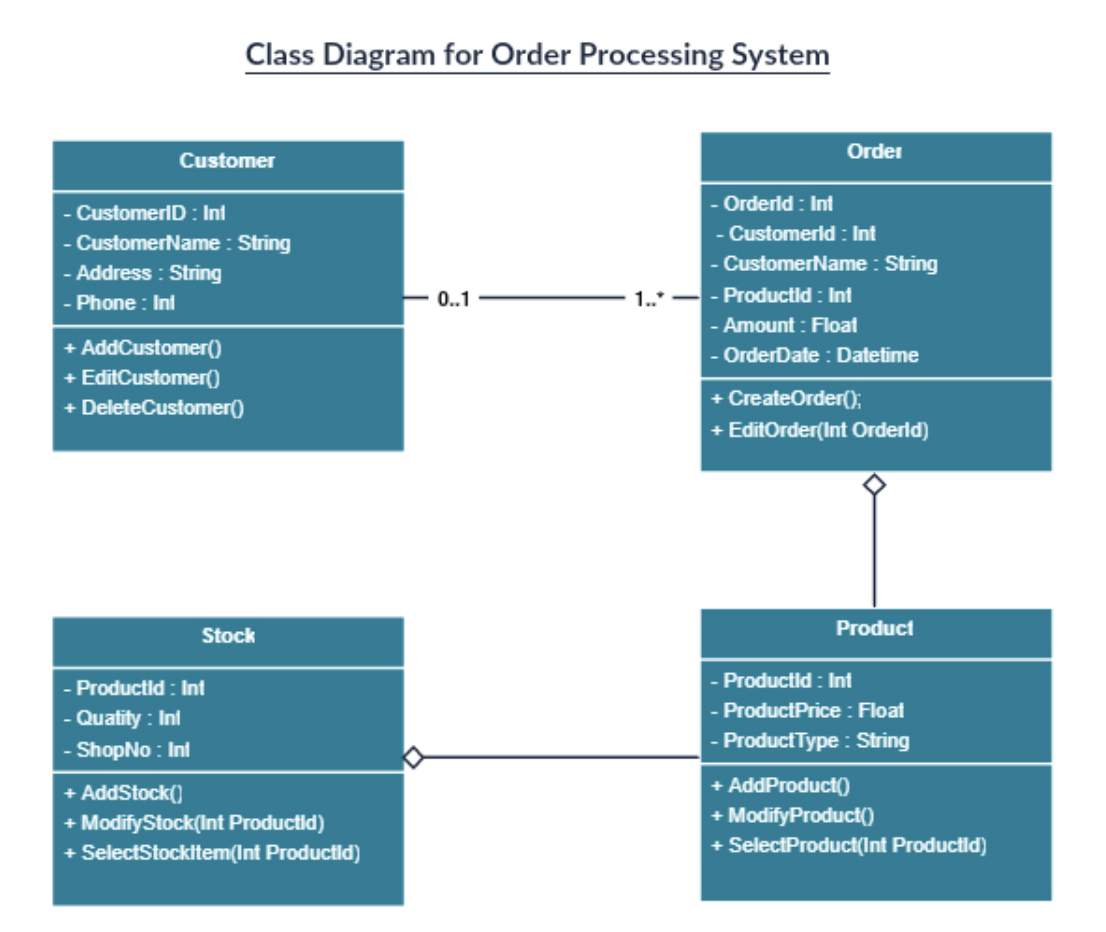 Class Diagram for Order Processing System
Customer
- CustomerID : Int
- CustomerName : String
- Address : String
- Phone : Int
+ AddCustomer()
+ EditCustomer()
+ DeleteCustomer()
0..1
1..*
Order
- OrderId : Int
- CustomerId : Int
- CustomerName : String
- ProductId : Int
- Amount : Float
- OrderDate : Datetime
+ CreateOrder();
+ EditOrder(Int OrderId)
Stock
- ProductId : Int
- Quatity : Int
- ShopNo : Int
+ AddStock()
+ ModifyStock(Int ProductId)
+ SelectStockItem(Int ProductId)
Product
- ProductId : Int
- ProductPrice : Float
- ProductType : String
+ AddProduct()
+ ModifyProduct()
+ SelectProduct(Int ProductId)